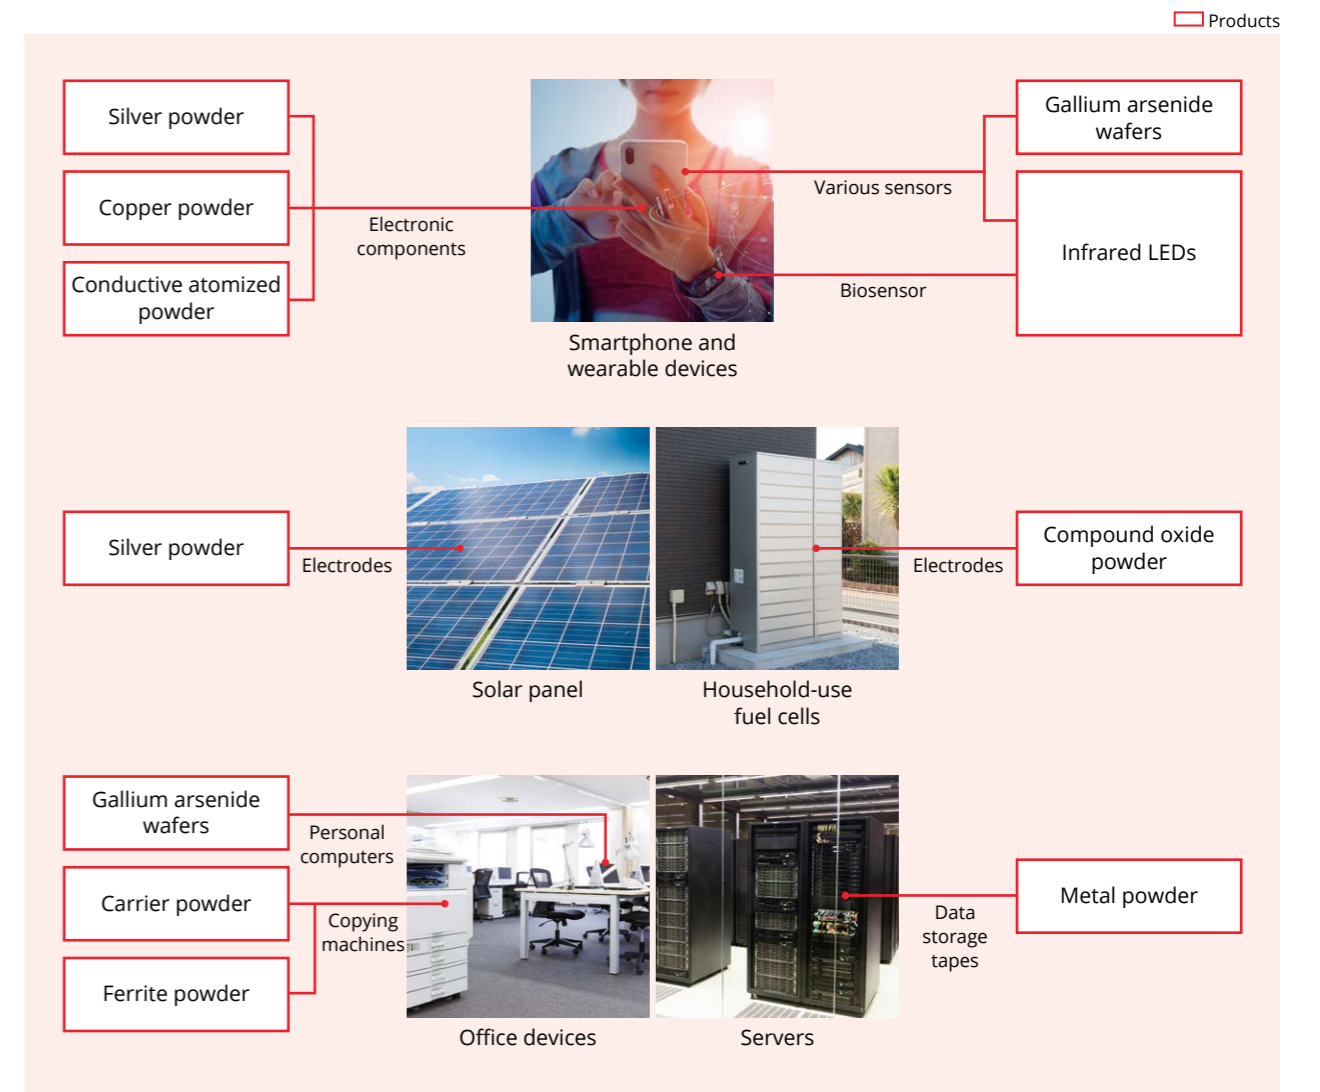 Products
Silver powder
Copper powder
Conductive atomized
powder
Electronic
components
Various sensors
Biosensor
Gallium arsenide
wafers
Infrared LEDs
Smartphone and
wearable devices
Silver powder
Electrodes
Electrodes
Compound oxide
powder
Solar panel
Household-use
fuel cells
Gallium arsenide
wafers
Personal
computers
Carrier powder
Copying
machines
Ferrite powder
Data
storage
tapes
Metal powder
Office devices
Servers